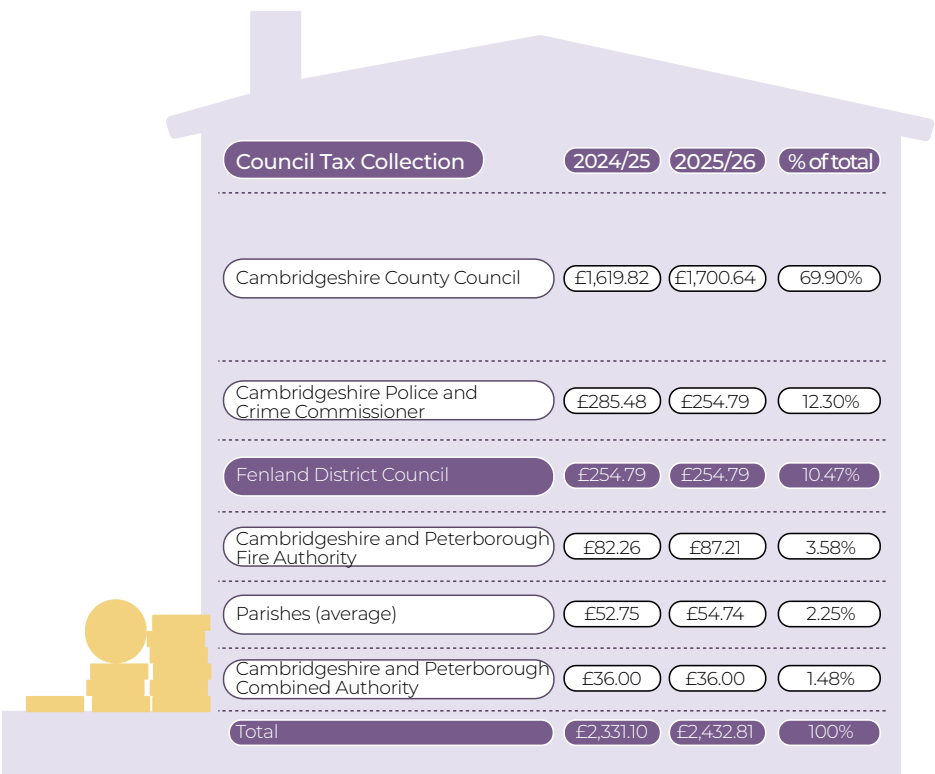 Council Tax Collection 2024/25 2025/26 % of total
Cambridgeshire County Council £1,619.82 £1,700.64 69.90%
Cambridgeshire Police and
Crime Commissioner £285.48 £254.79 12.30%
Fenland District Council £254.79 £254.79 10.47%
Cambridgeshire and Peterborough
Fire Authority £82.26 £87.21 3.58%
Parishes (average) £52.75 £54.74 2.25%
Cambridgeshire and Peterborough
Combined Authority £36.00 £36.00 1.48%
Total £2,331.10 £2,432.81 100%